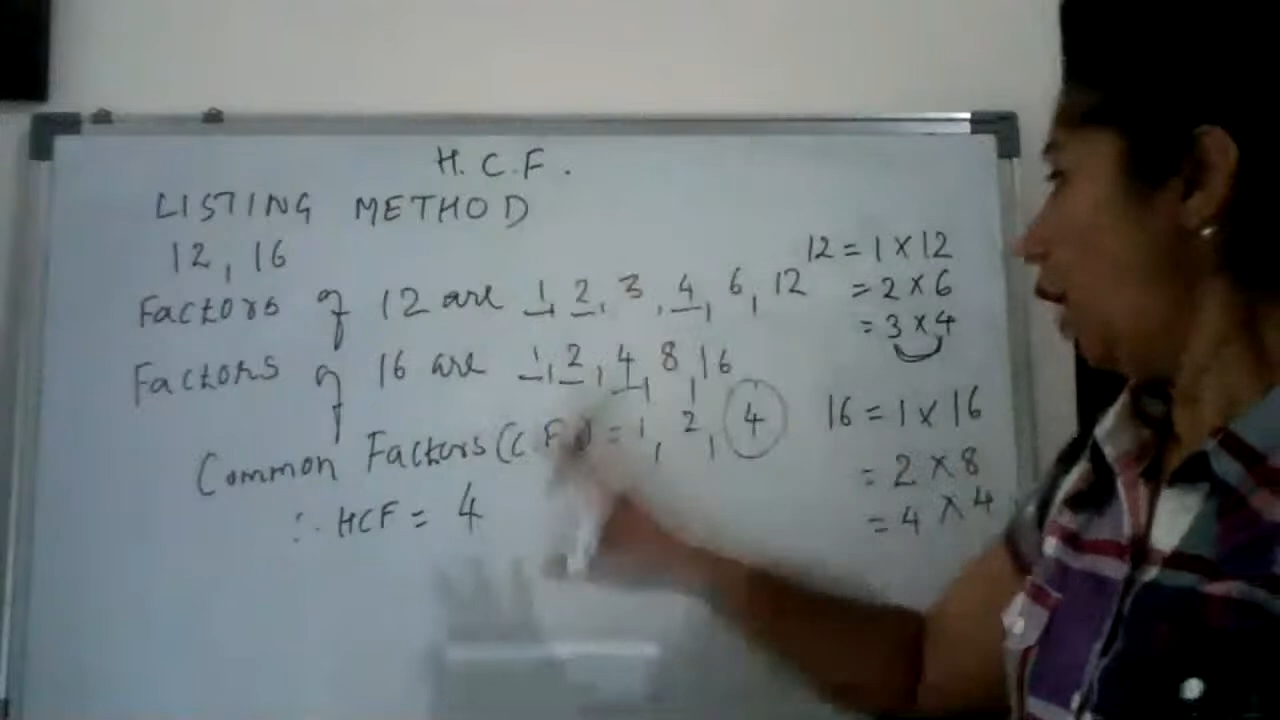 H.C.F.
LISTING METHOD
12, 16
Factors of 12 are 1, 2, 3, 4, 6, 12
Factors of 16 are 1, 2, 4, 8, 16
Common Factors (C.F.) = 1, 2, 4
∴ HCF = 4
12 = 1 × 12
= 2 × 6
= 3 × 4
16 = 1 × 16
= 2 × 8
= 4 × 4